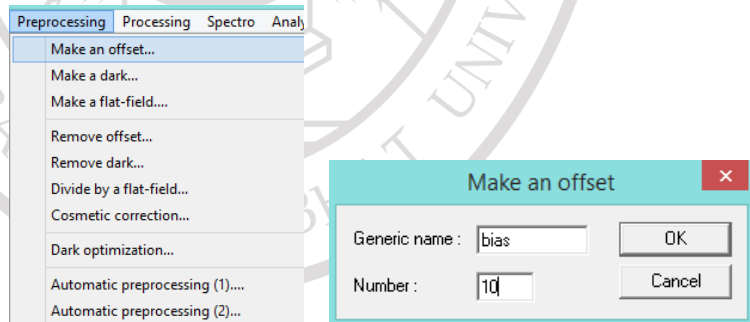 Preprocessing Processing Spectro
Make an offset...
Make a dark...
Make a flat-field....
Remove offset...
Remove dark...
Divide by a flat-field...
Cosmetic correction...
Dark optimization...
Automatic preprocessing (1)....
Automatic preprocessing (2)...
Make an offset
Generic name : bias OK
Number : 10 Cancel